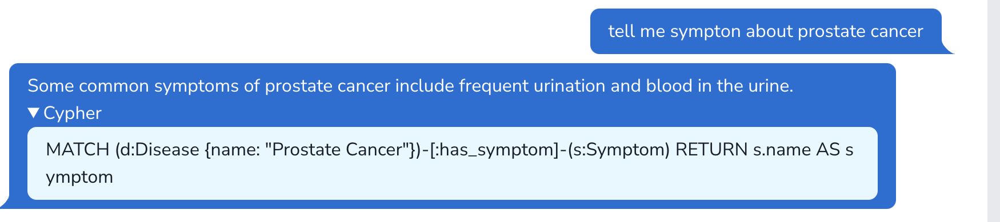 tell me sympton about prostate cancer
Some common symptoms of prostate cancer include frequent urination and blood in the urine.
▼ Cypher
MATCH (d:Disease {name: "Prostate Cancer"})-[:has_symptom]-(s:Symptom) RETURN s.name AS s
ymptom